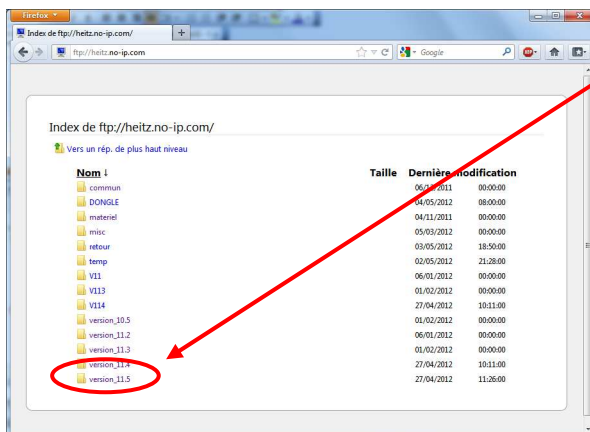 Firefox
Index de ftp://heitz.no-ip.com/
ftp://heitz.no-ip.com
Google
ABP
Index de ftp://heitz.no-ip.com/
Vers un rép. de plus haut niveau
Nom ↓ Taille Dernière modification
commun 06/12/2011 00:00:00
DONGLE 04/05/2012 08:00:00
materiel 04/11/2011 00:00:00
misc 05/03/2012 00:00:00
retour 03/05/2012 18:50:00
temp 02/05/2012 21:28:00
V11 06/01/2012 00:00:00
V113 01/02/2012 00:00:00
V114 27/04/2012 10:11:00
version_10.5 01/02/2012 00:00:00
version_11.2 06/01/2012 00:00:00
version_11.3 01/02/2012 00:00:00
version_11.4 27/04/2012 10:11:00
version_11.5 27/04/2012 11:26:00